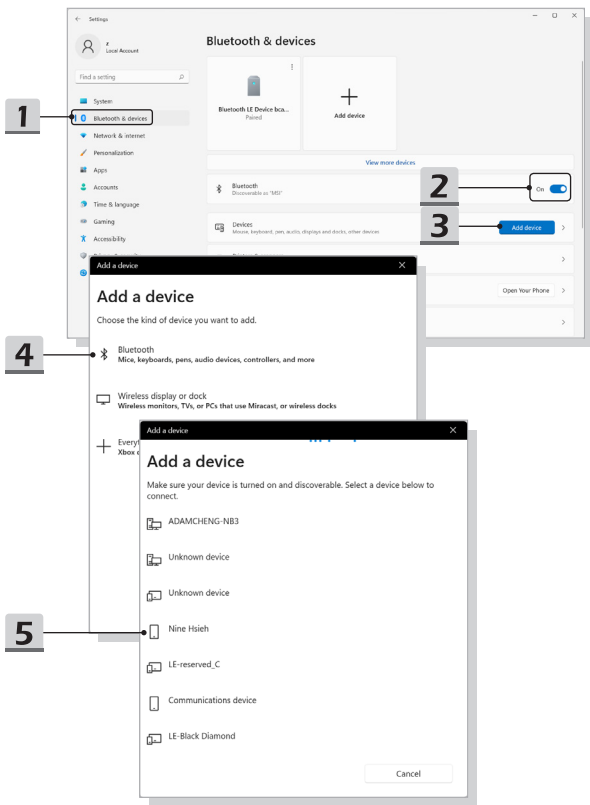 Settings
z
Local Account
Find a setting
System
Bluetooth & devices
Network & internet
Personalization
Apps
Accounts
Time & language
Gaming
Accessibility
Bluetooth & devices
Bluetooth LE Device bca...
Paired
Add device
View more devices
Bluetooth
Discoverable as "MD"
On
Devices
Mouse, keyboard, pen, audio, displays and docks, other devices
Add device
Open Your Phone
1
2
3
Add a device
Add a device
Choose the kind of device you want to add.
4
Bluetooth
Mice, keyboards, pens, audio devices, controllers, and more
Wireless display or dock
Wireless monitors, TVs, or PCs that use Miracast, or wireless docks
Xbox
Add a device
Add a device
Make sure your device is turned on and discoverable. Select a device below to
connect.
ADAMCHENG-NB3
Unknown device
Unknown device
5
Nine Hsieh
LE-reserved_C
Communications device
LE-Black Diamond
Cancel